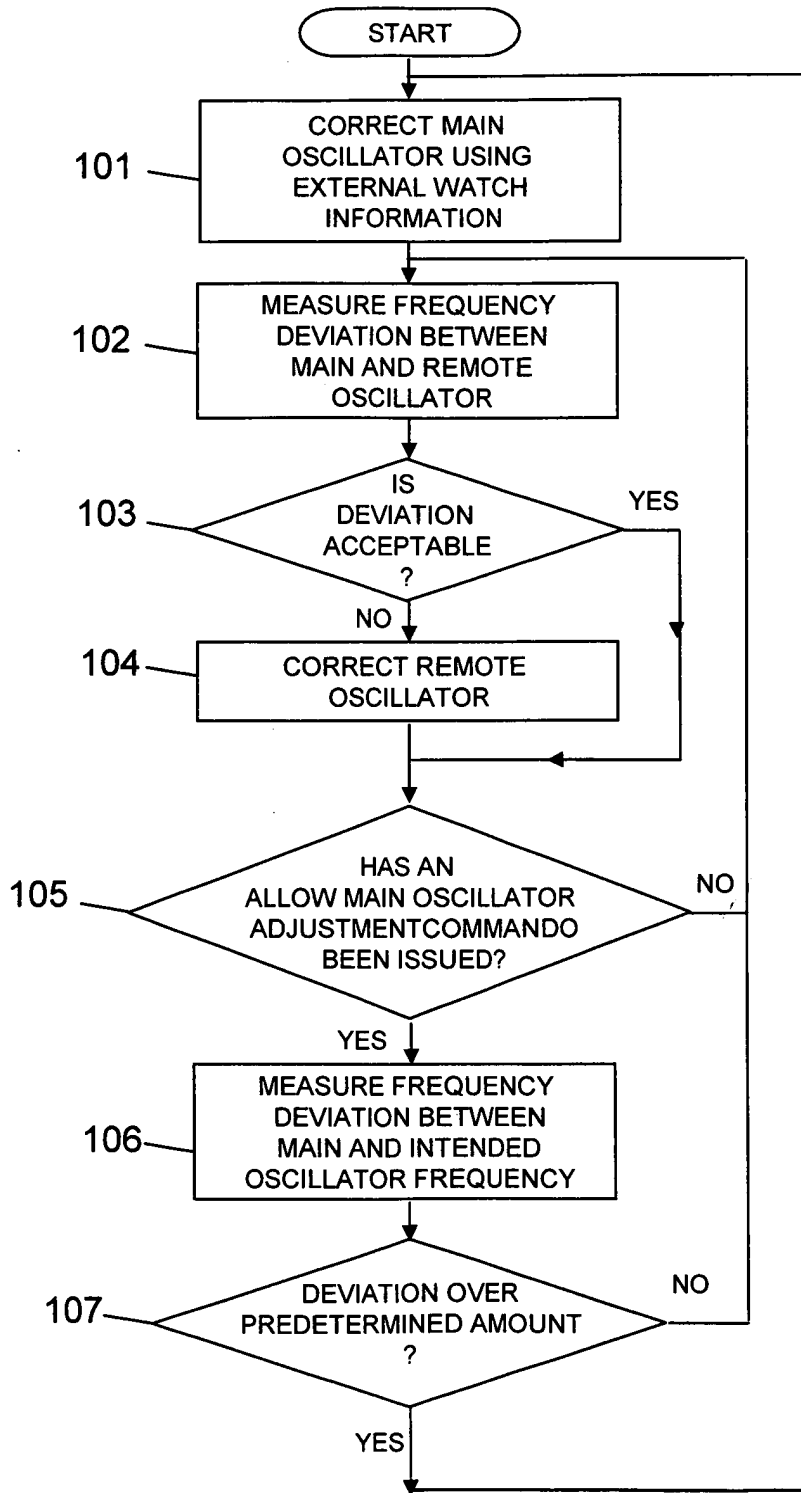 START
101
CORRECT MAIN
OSCILLATOR USING
EXTERNAL WATCH
INFORMATION
102
MEASURE FREQUENCY
DEVIATION BETWEEN
MAIN AND REMOTE
OSCILLATOR
103
IS
DEVIATION
ACCEPTABLE
?
YES
NO
104
CORRECT REMOTE
OSCILLATOR
105
HAS AN
ALLOW MAIN OSCILLATOR
ADJUSTMENTCOMMANDO
BEEN ISSUED?
NO
YES
106
MEASURE FREQUENCY
DEVIATION BETWEEN
MAIN AND INTENDED
OSCILLATOR FREQUENCY
107
DEVIATION OVER
PREDETERMINED AMOUNT
?
NO
YES